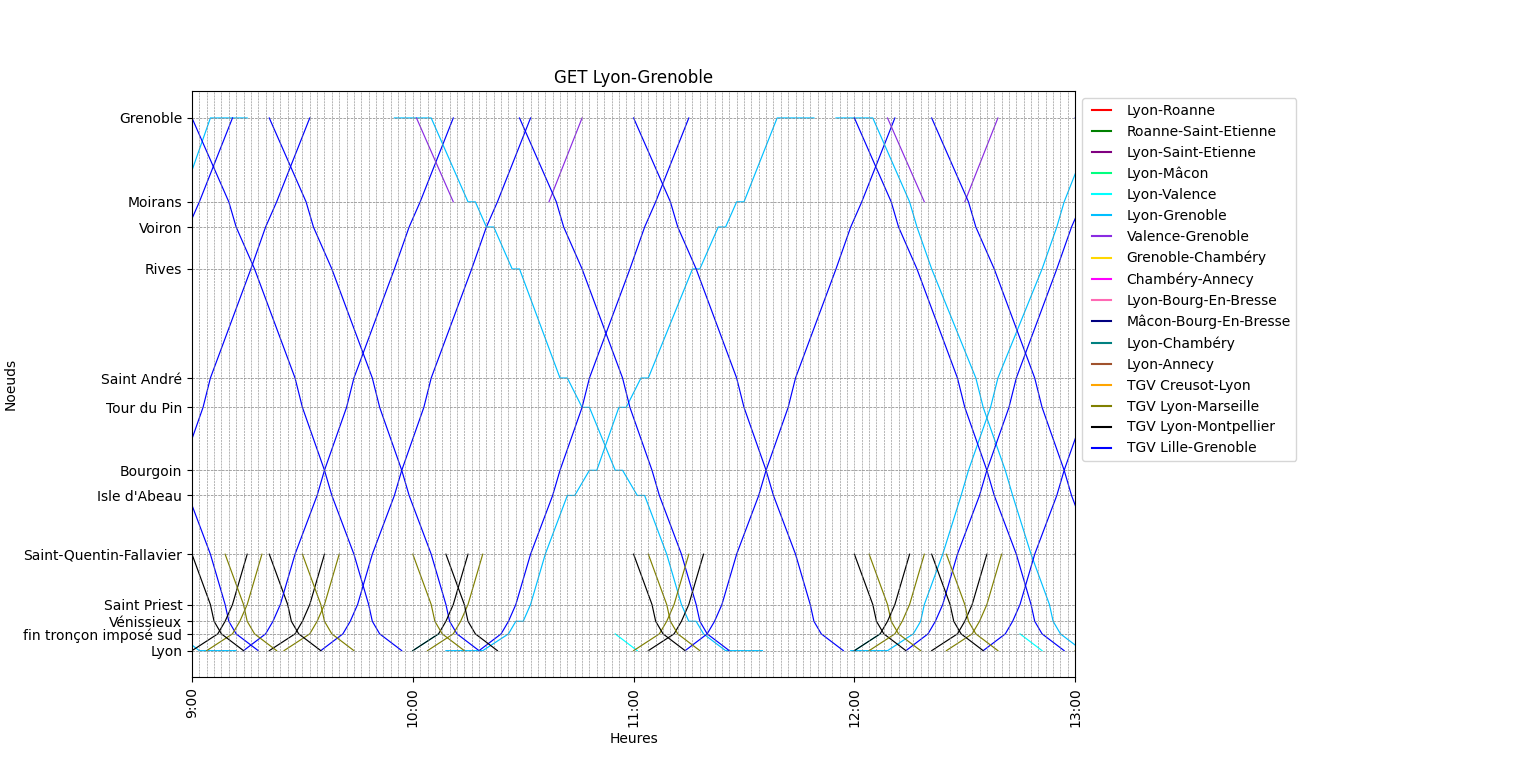 GET Lyon-Grenoble
Grenoble
Moirans
Voiron
Rives
Saint André
Tour du Pin
Bourgoin
Isle d'Abeau
Saint-Quentin-Fallavier
Saint Priest
Vénissieux
fin tronçon imposé sud
Lyon
Noeuds
9:00
10:00
11:00
12:00
13:00
Heures
Lyon-Roanne
Roanne-Saint-Etienne
Lyon-Saint-Etienne
Lyon-Mâcon
Lyon-Valence
Lyon-Grenoble
Valence-Grenoble
Grenoble-Chambéry
Chambéry-Annecy
Lyon-Bourg-En-Bresse
Mâcon-Bourg-En-Bresse
Lyon-Chambéry
Lyon-Annecy
TGV Creusot-Lyon
TGV Lyon-Marseille
TGV Lyon-Montpellier
TGV Lille-Grenoble